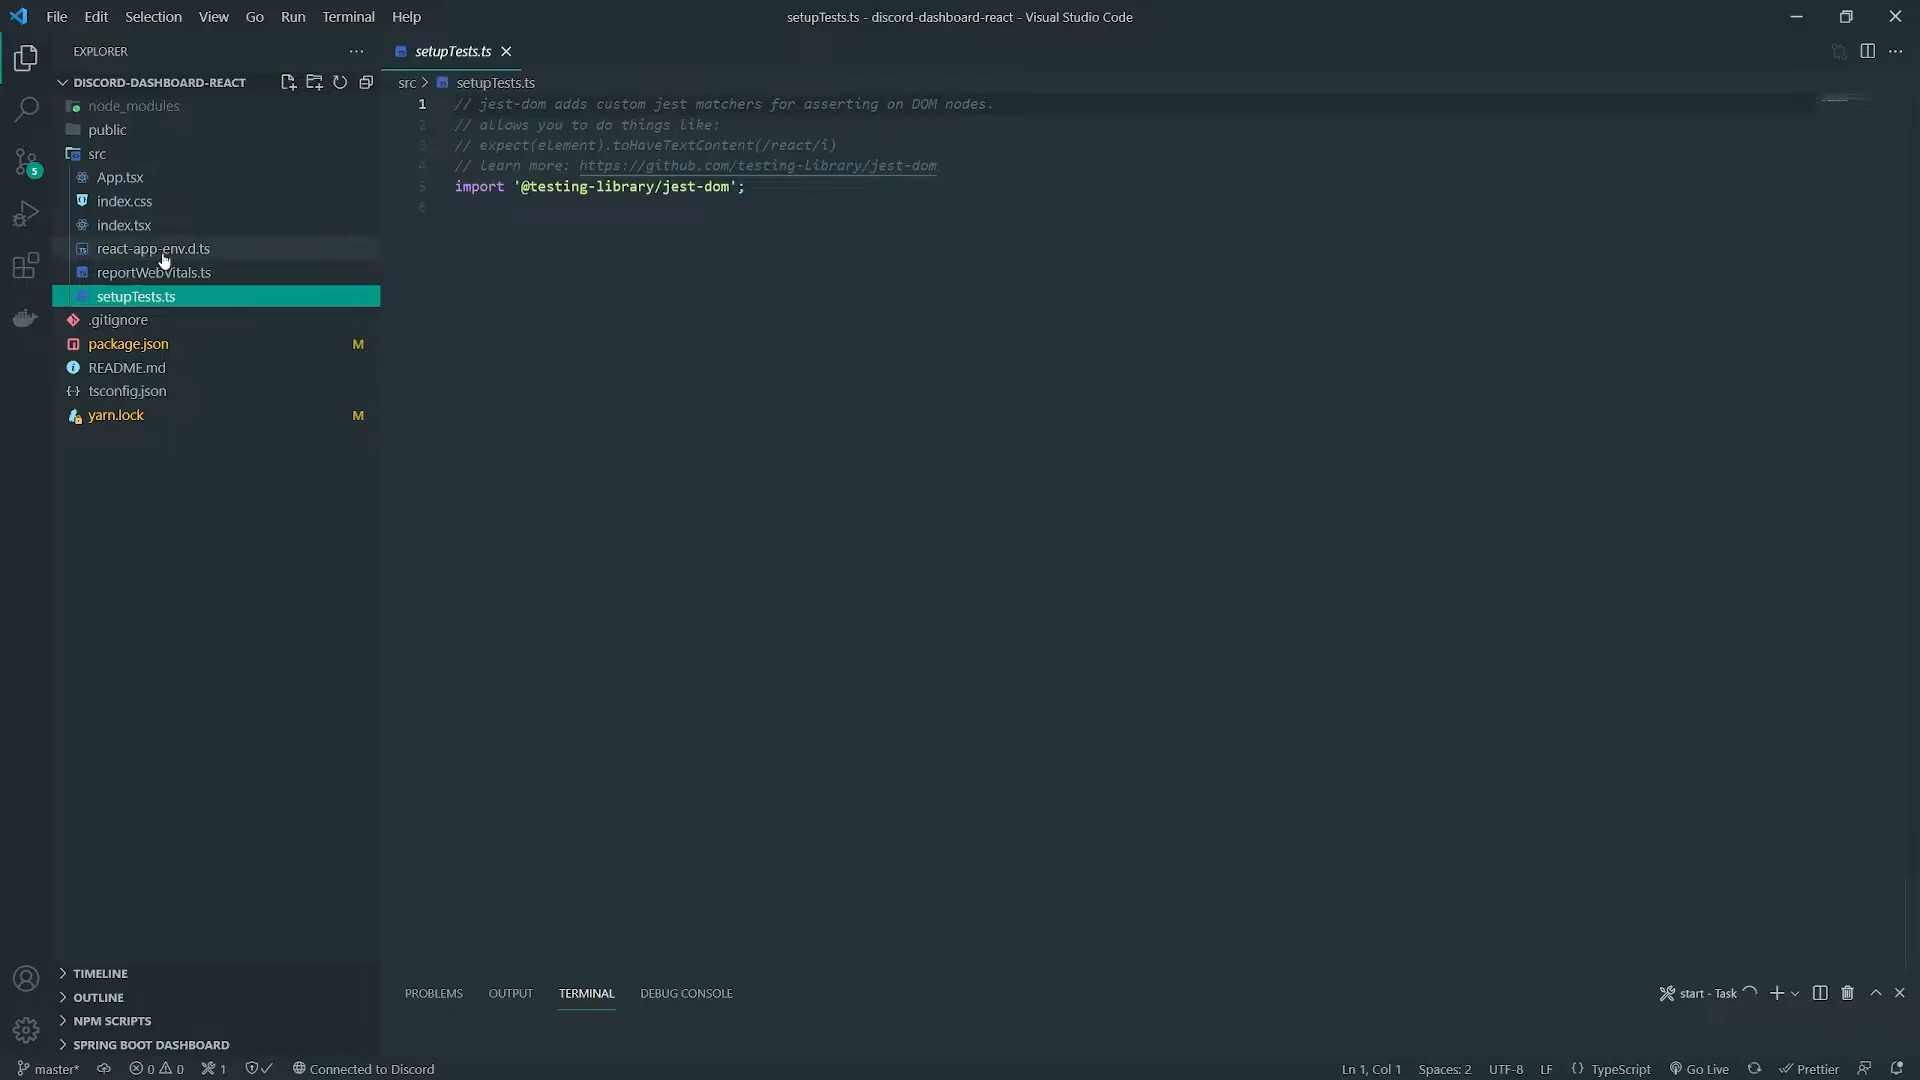 File Edit Selection View Go Run Terminal Help
setupTests.ts - discord-dashboard-react - Visual Studio Code
EXPLORER
setupTests.ts
DISCORD-DASHBOARD-REACT
src > setupTests.ts
node_modules
public
src
App.tsx
index.css
index.tsx
react-app-env.d.ts
reportWebVitals.ts
setupTests.ts
.gitignore
package.json M
README.md
tsconfig.json
yarn.lock M
5
1 // jest-dom adds custom jest matchers for asserting on DOM nodes.
2 // allows you to do things like:
3 // expect(element).toHaveTextContent(/react/i)
4 // learn more: https://github.com/testing-library/jest-dom
5 import '@testing-library/jest-dom';
6
TIMELINE
OUTLINE
NPM SCRIPTS
SPRING BOOT DASHBOARD
PROBLEMS OUTPUT TERMINAL DEBUG CONSOLE
start - Task
master* 0 0 1 Connected to Discord
Ln 1, Col 1 Spaces: 2 UTF-8 LF TypeScript Go Live Prettier